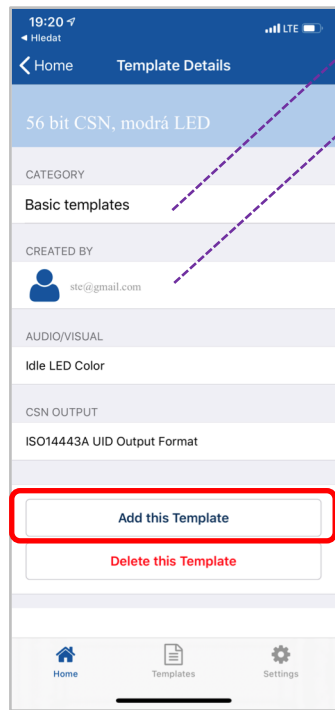 19:20
LTE
Hledat
Home Template Details
56 bit CSN, modrá LED
CATEGORY
Basic templates
CREATED BY
ste@gmail.com
AUDIO/VISUAL
Idle LED Color
CSN OUTPUT
ISO14443A UID Output Format
Add this Template
Delete this Template
Home Templates Settings